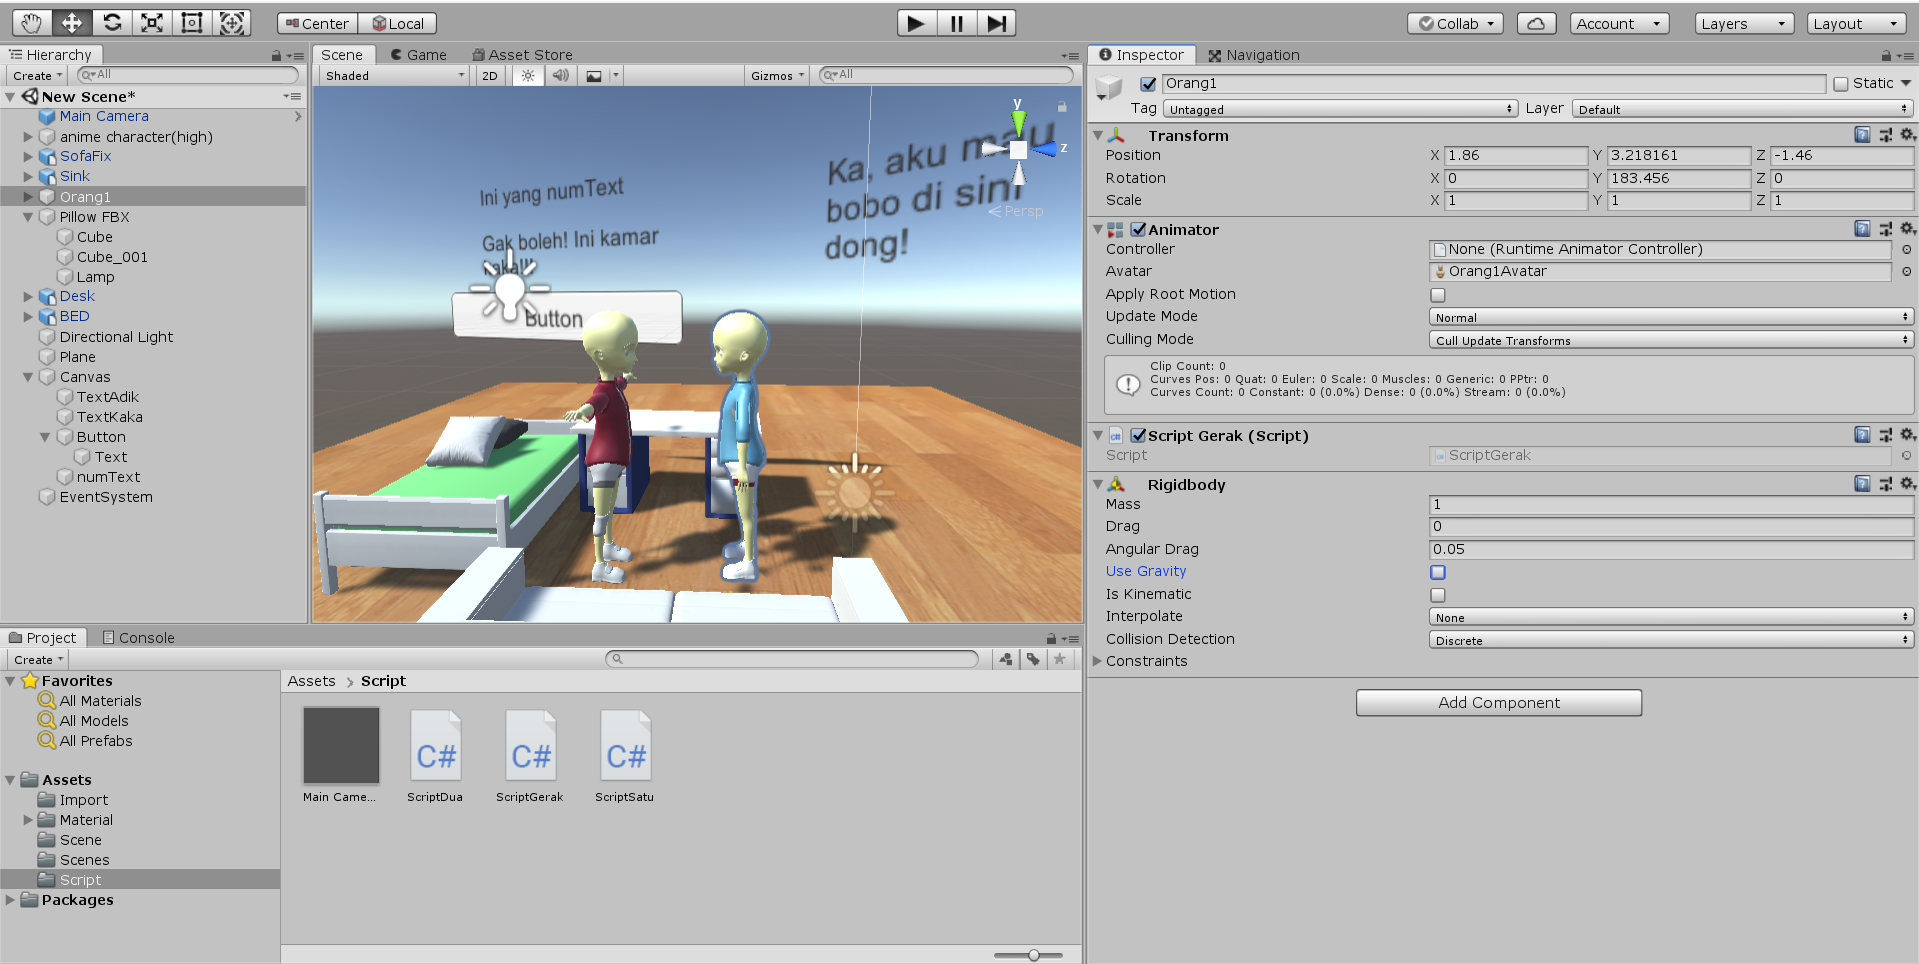 Center
Local
Collab
Account
Layers
Layout
Hierarchy
Create
All
New Scene*
Main Camera
anime character(high)
SofaFix
Sink
Orang1
Pillow FBX
Cube
Cube_001
Lamp
Desk
BED
Directional Light
Plane
Canvas
TextAdik
TextKaka
Button
Text
numText
EventSystem
Scene
Game
Asset Store
Shaded
2D
Gizmos
All
y
z
Persp
Ini yang numText
Gak boleh! Ini kamar
kaka!!
Ka, aku mau
bobo di sini
dong!
Button
Inspector
Navigation
Orang1
Static
Tag Untagged Layer Default
Transform
Position X 1.86 Y 3.218161 Z -1.46
Rotation X 0 Y 183.456 Z 0
Scale X 1 Y 1 Z 1
Animator
Controller None (Runtime Animator Controller)
Avatar Orang1Avatar
Apply Root Motion
Update Mode Normal
Culling Mode Cull Update Transforms
Clip Count: 0
Curves Pos: 0 Quat: 0 Euler: 0 Scale: 0 Muscles: 0 Generic: 0 PPtr: 0
Curves Count: 0 Constant: 0 (0.0%) Dense: 0 (0.0%) Stream: 0 (0.0%)
Script Gerak (Script)
Script ScriptGerak
Rigidbody
Mass 1
Drag 0
Angular Drag 0.05
Use Gravity
Is Kinematic
Interpolate None
Collision Detection Discrete
Constraints
Add Component
Project
Console
Create
Favorites
All Materials
All Models
All Prefabs
Assets
Import
Material
Scene
Scenes
Script
Packages
Assets > Script
C# C# C#
Main Came... ScriptDua ScriptGerak ScriptSatu